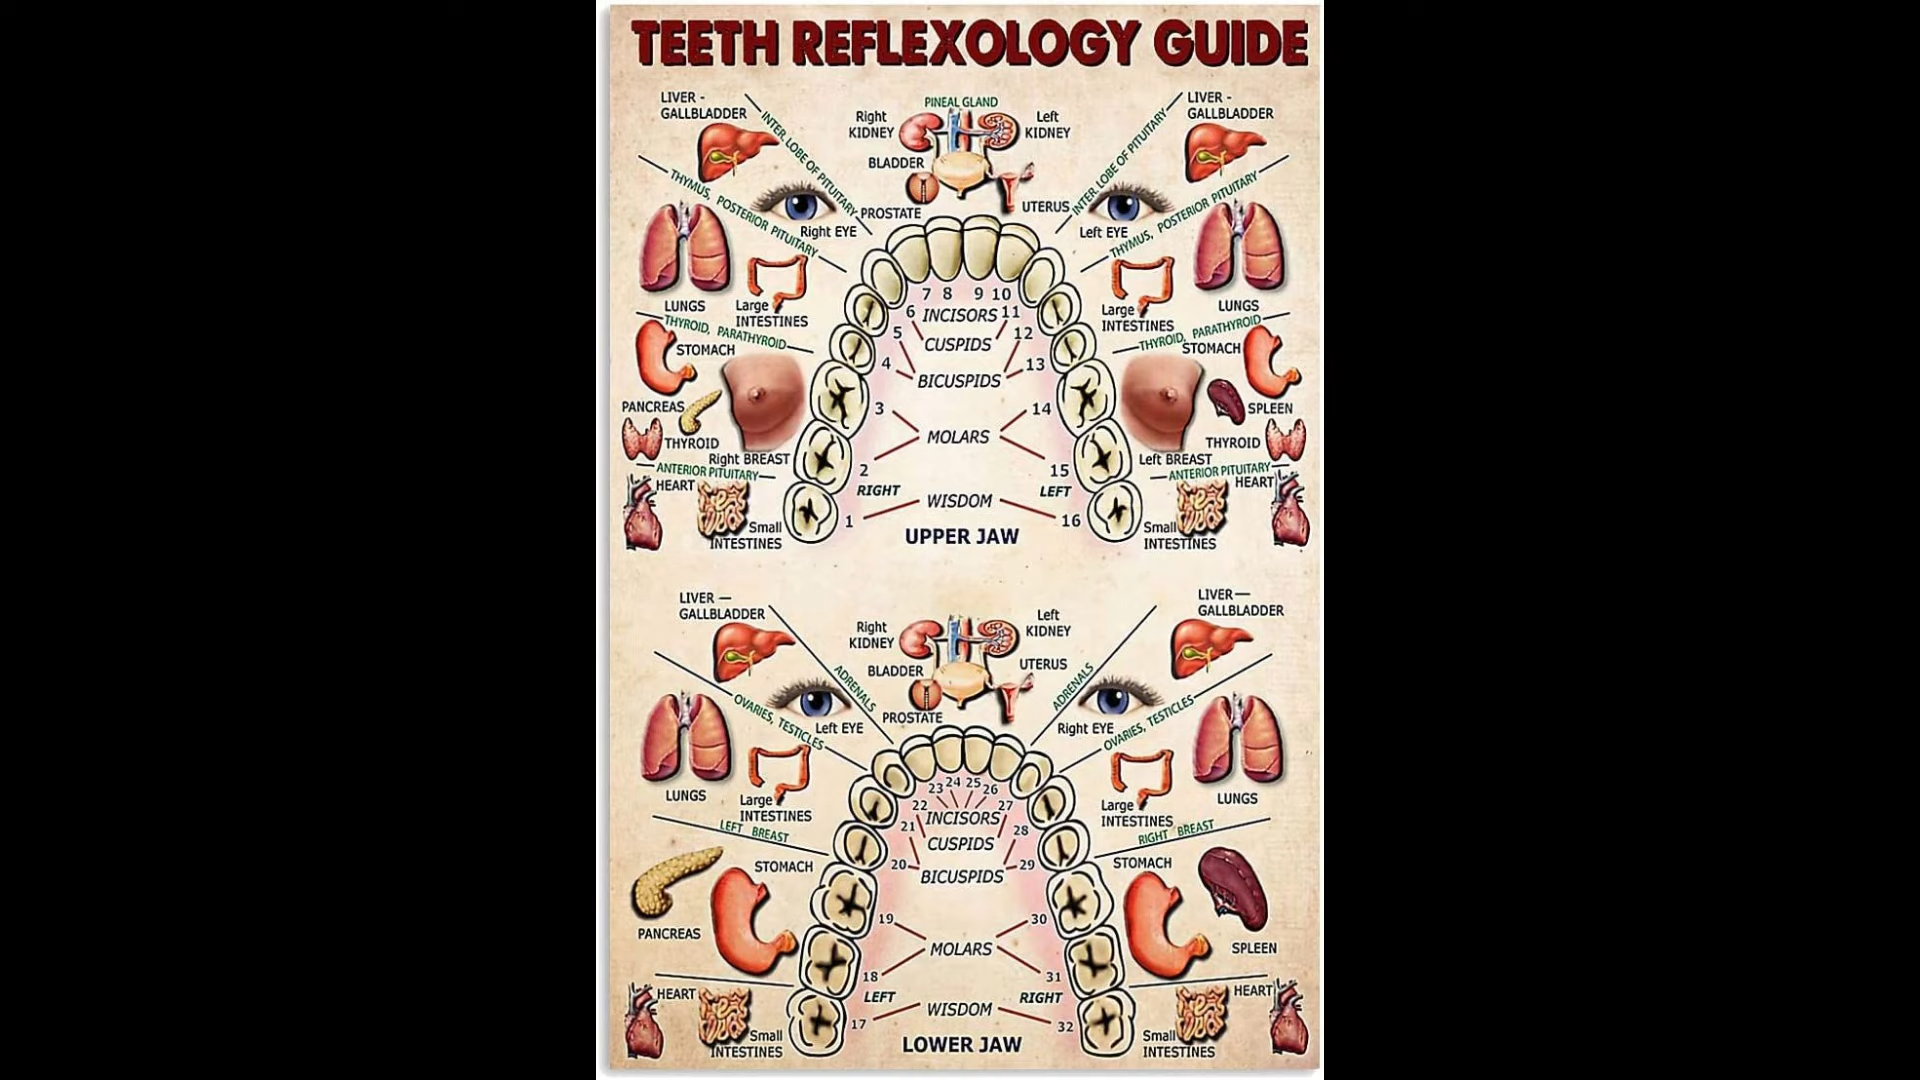 TEETH REFLEXOLOGY GUIDE
LIVER -
GALLBLADDER
INTER. LOBE OF PITUITARY
THYMUS, POSTERIOR PITUITARY
Right EYE
LUNGS
Large
INTESTINES
PINEAL GLAND
Right
KIDNEY
Left
KIDNEY
BLADDER
PROSTATE
UTERUS
LIVER -
GALLBLADDER
INTER. LOBE OF PITUITARY
THYMUS, POSTERIOR PITUITARY
Left EYE
Large
INTESTINES
LUNGS
THYROID, PARATHYROID
STOMACH
PANCREAS
THYROID
Right BREAST
ANTERIOR PITUITARY
HEART
Small
INTESTINES
7 8 9 10
6 INCISORS 11
5 CUSPIDS 12
4 BICUSPIDS 13
3 MOLARS 14
2 15
RIGHT LEFT
1 WISDOM 16
UPPER JAW
THYROID, PARATHYROID
STOMACH
SPLEEN
THYROID
Left BREAST
ANTERIOR PITUITARY
HEART
Small
INTESTINES
LIVER —
GALLBLADDER
ADRENALS
OVARIES, TESTICLES
Left EYE
LUNGS
Large
INTESTINES
Right
KIDNEY
Left
KIDNEY
BLADDER
UTERUS
PROSTATE
LIVER—
GALLBLADDER
ADRENALS
OVARIES, TESTICLES
Right EYE
Large
INTESTINES
LUNGS
LEFT BREAST
STOMACH
PANCREAS
HEART
Small
INTESTINES
23 24 25 26
22 INCISORS 27
21 CUSPIDS 28
20 BICUSPIDS 29
19 MOLARS 30
18 31
LEFT RIGHT
17 WISDOM 32
LOWER JAW
RIGHT BREAST
STOMACH
SPLEEN
HEART
Small
INTESTINES